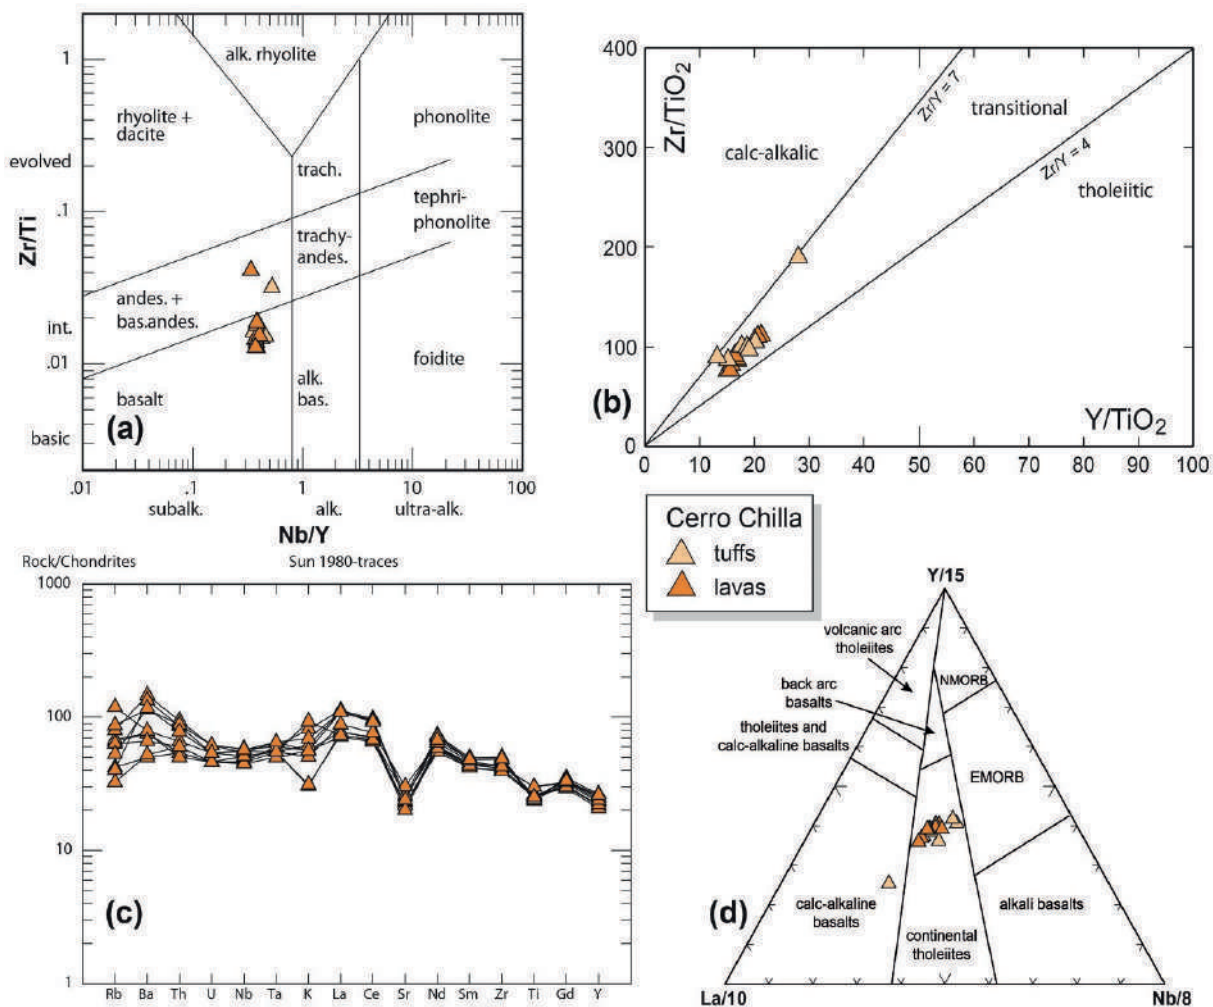 1
.1
.01
Zr/Ti
evolved
int.
basic
alk. rhyolite
rhyolite +
dacite
phonolite
trach.
tephri-
phonolite
trachy-
andes.
andes. +
bas.andes.
foidite
basalt
alk.
bas.
(a)
.01
.1
1
10
100
subalk.
alk.
ultra-alk.
Nb/Y
400
300
200
100
0
Zr/TiO2
Zr/Y = 7
transitional
calc-alkalic
Zr/Y = 4
tholeiitic
(b)
Y/TiO2
0 10 20 30 40 50 60 70 80 90 100
Cerro Chilla
tuffs
lavas
Rock/Chondrites
Sun 1980-traces
1000
100
10
1
(c)
Rb Ba Th U Nb Ta K La Ce Sr Nd Sm Zr Ti Gd Y
Y/15
volcanic arc
tholeiites
NMORB
back arc
basalts
tholeiites and
calc-alkaline basalts
EMORB
calc-alkaline
basalts
alkali basalts
(d)
continental
tholeiites
La/10
Nb/8